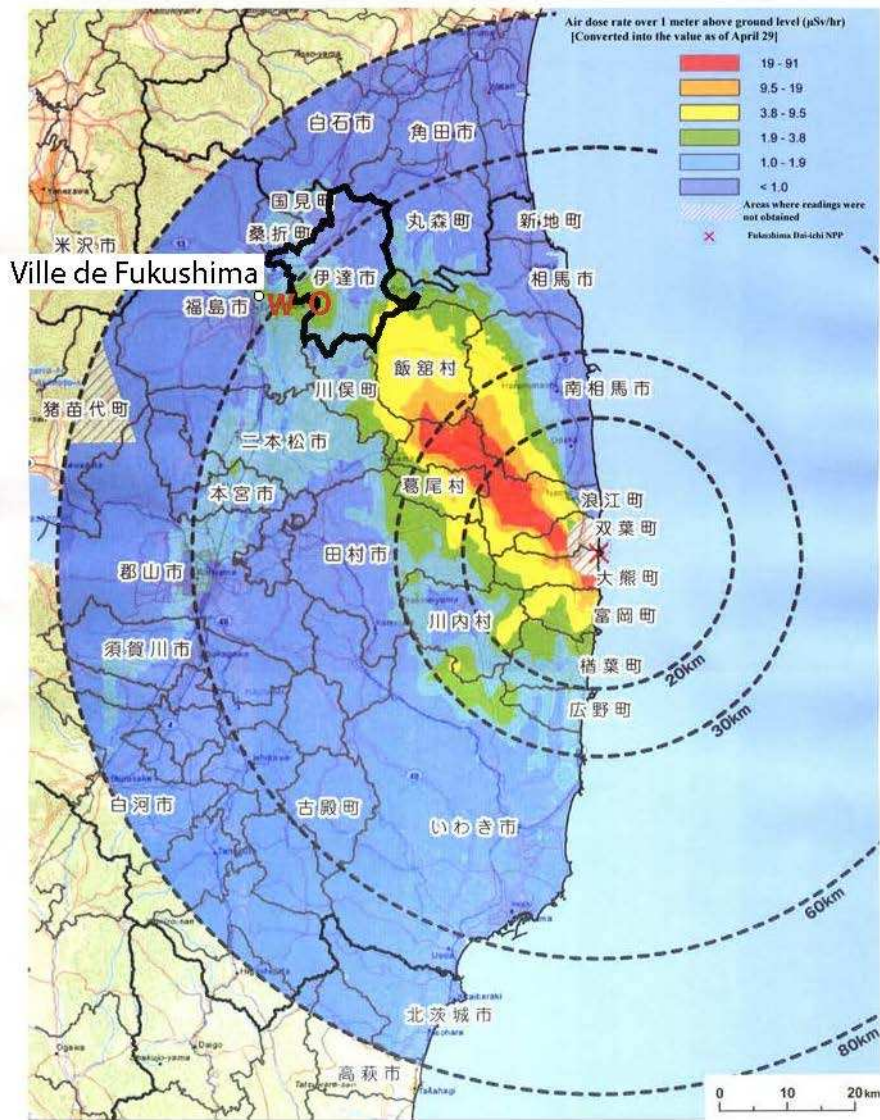 Air dose rate over 1 meter above ground level (μSv/hr)
[Converted into the value as of April 29]
19 - 91
9.5 - 19
3.8 - 9.5
1.9 - 3.8
1.0 - 1.9
< 1.0
Areas where readings were
not obtained
Fukushima Dai-ichi NPP
白石市
角田市
国見町
丸森町
新地町
桑折町
米沢市
伊達市
相馬市
Ville de Fukushima
福島市
W O
飯舘村
川俣町
南相馬市
猪苗代町
二本松市
本宮市
葛尾村
浪江町
双葉町
田村市
郡山市
大熊町
川内村
富岡町
須賀川市
楢葉町
20km
広野町
30km
白河市
古殿町
いわき市
60km
北茨城市
Daigo
80km
高萩市
0 10 20 km